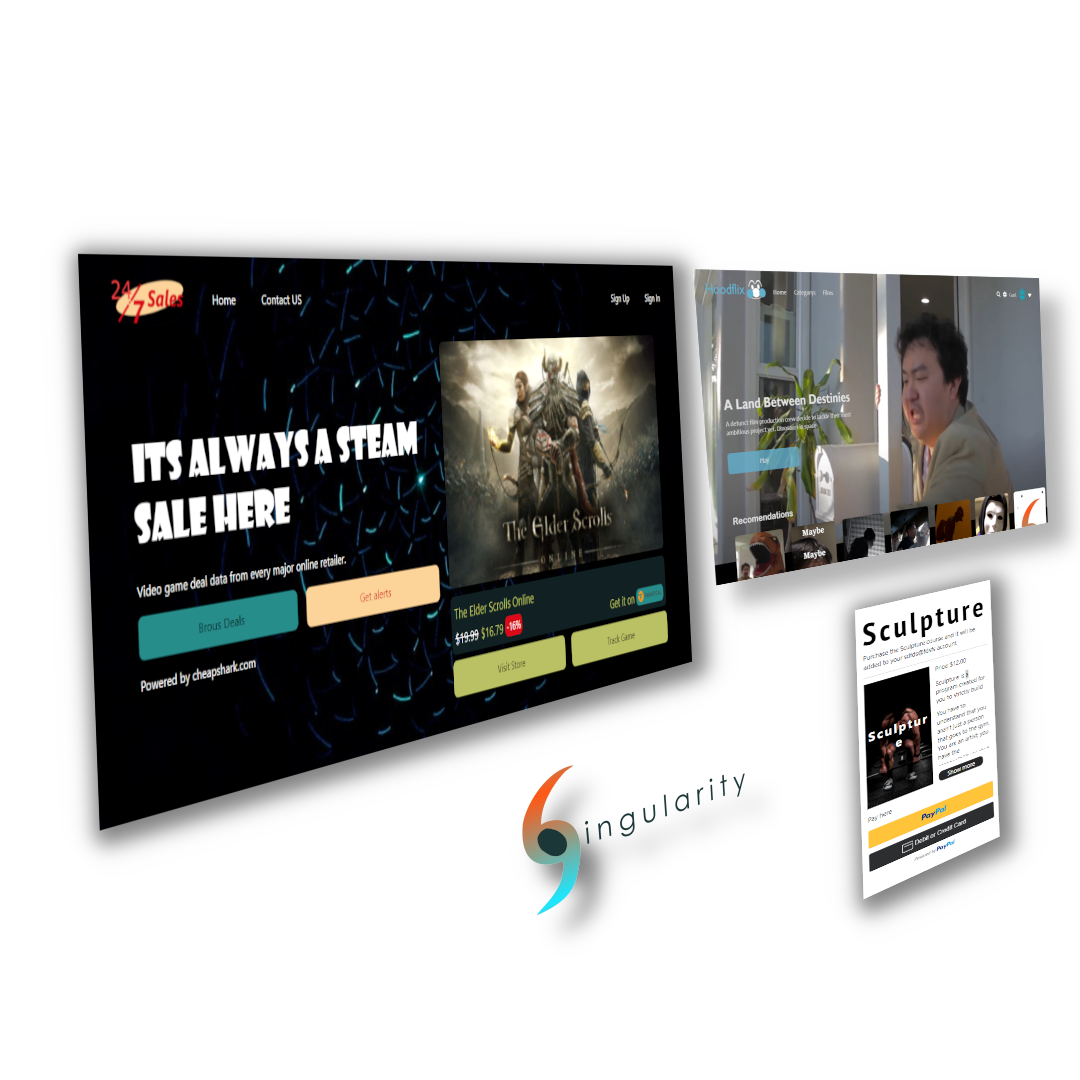 24/7 Sales
Home
Contact US
Sign Up
Sign In
ITS ALWAYS A STEAM
SALE HERE
Video game deal data from every major online retailer.
Brous Deals
Get alerts
Powered by cheapshark.com
The Elder Scrolls
ONLINE
The Elder Scrolls Online
Get it on
$19.99 $16.79 -16%
Visit Store
Track Game
Hoodflix
Home
Categorys
Films
A Land Between Destinies
A defunct film production crew decide to tackle their most
ambitious project yet. Dinosaurs in space
Play
Recomendations
Maybe
Maybe
Sculpture
Purchase the Sculpture course and it will be
added to your account
Price $12.00
Sculpture is a
program created for
you to strictly build
You have to
understand that you
aren't just a person
that goes to the gym.
You are an artist, you
have the
Show more
Sculptur
e
Pay here
PayPal
Debit or Credit Card
Powered by PayPal
Singularity